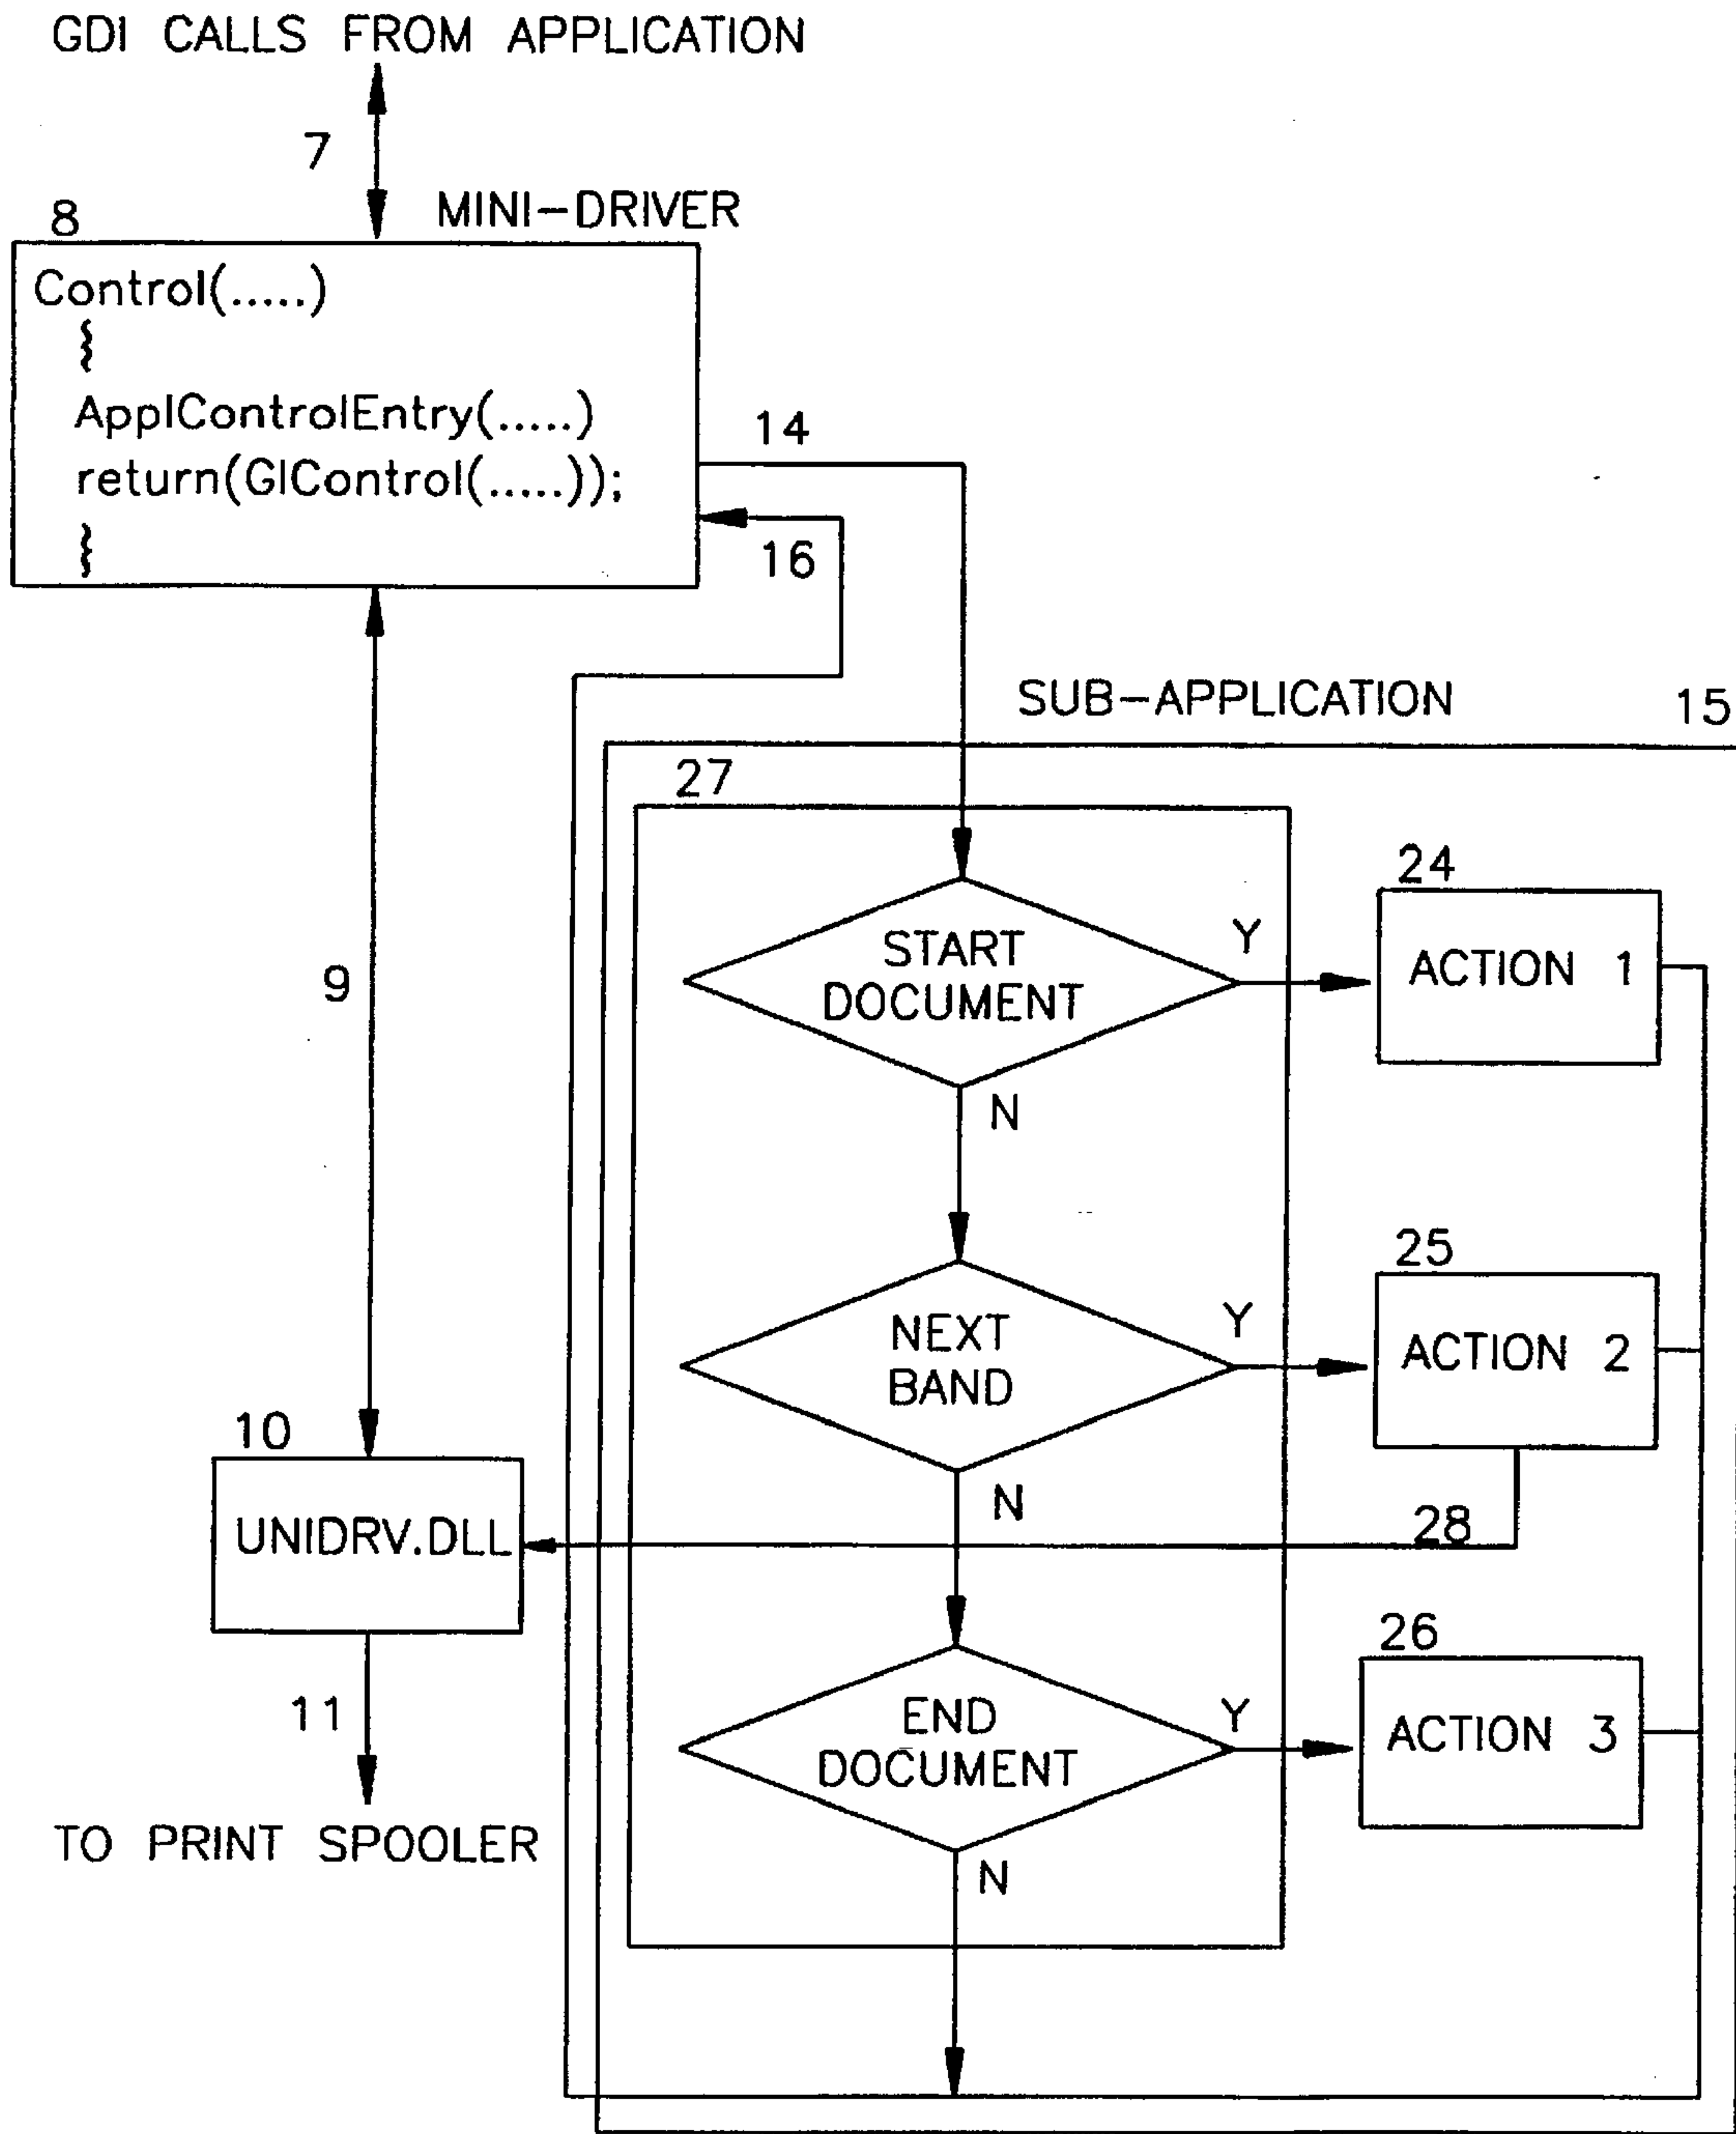 GDI CALLS FROM APPLICATION
7
8
MINI-DRIVER
Control(.....)
{
ApplControlEntry(.....)
return(GlControl(.....));
}
14
16
SUB-APPLICATION
15
27
24
START
DOCUMENT
Y
ACTION 1
N
9
25
NEXT
BAND
Y
ACTION 2
N
10
UNIDRV.DLL
28
26
END
DOCUMENT
Y
ACTION 3
N
11
TO PRINT SPOOLER